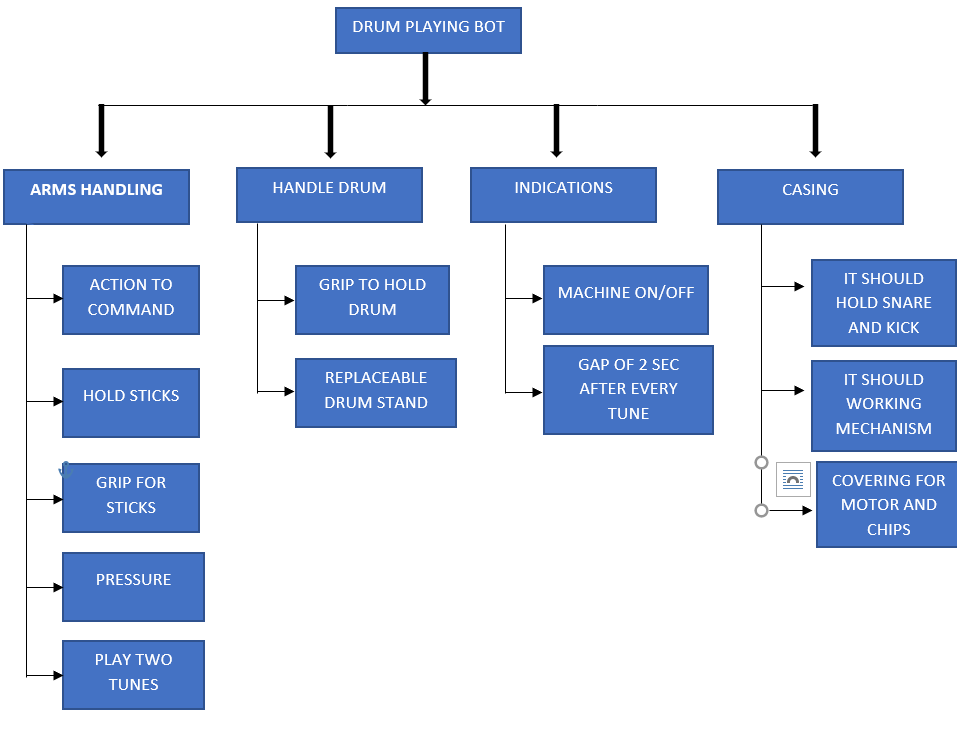 DRUM PLAYING BOT
ARMS HANDLING
HANDLE DRUM
INDICATIONS
CASING
ACTION TO
COMMAND
HOLD STICKS
GRIP FOR
STICKS
PRESSURE
PLAY TWO
TUNES
GRIP TO HOLD
DRUM
REPLACEABLE
DRUM STAND
MACHINE ON/OFF
GAP OF 2 SEC
AFTER EVERY
TUNE
IT SHOULD
HOLD SNARE
AND KICK
IT SHOULD
WORKING
MECHANISM
COVERING FOR
MOTOR AND
CHIPS